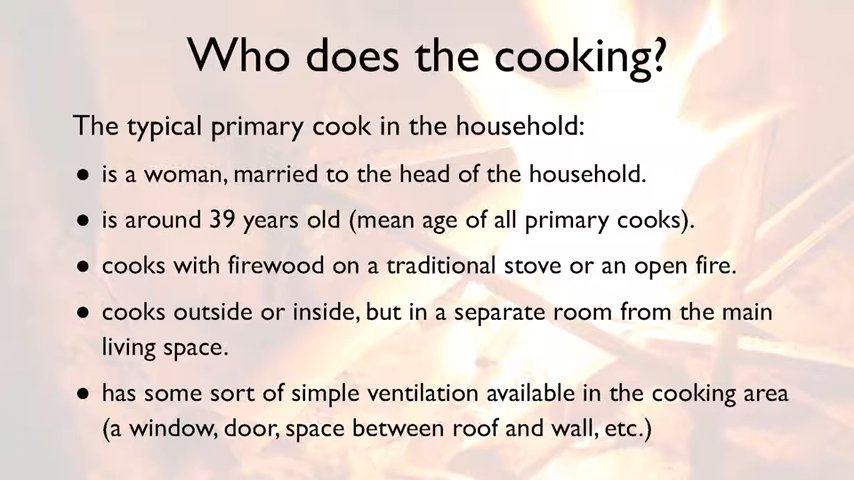 Who does the cooking?
The typical primary cook in the household:
● is a woman, married to the head of the household.
● is around 39 years old (mean age of all primary cooks).
● cooks with firewood on a traditional stove or an open fire.
● cooks outside or inside, but in a separate room from the main
living space.
● has some sort of simple ventilation available in the cooking area
(a window, door, space between roof and wall, etc.)